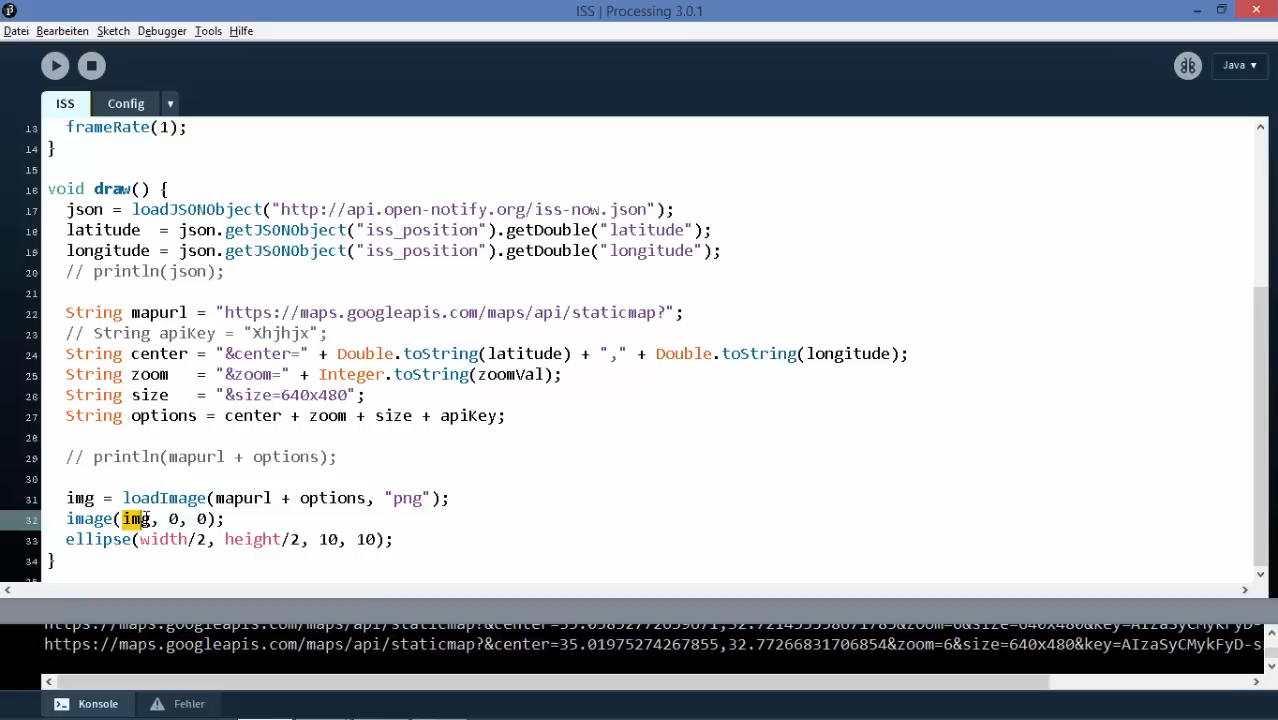 ISS | Processing 3.0.1
Datei Bearbeiten Sketch Debugger Tools Hilfe
Java ▾
ISS Config ▾
13 frameRate(1);
14 }
15
16 void draw() {
17 json = loadJSONObject("http://api.open-notify.org/iss-now.json");
18 latitude  = json.getJSONObject("iss_position").getDouble("latitude");
19 longitude = json.getJSONObject("iss_position").getDouble("longitude");
20 // println(json);
21
22 String mapurl = "https://maps.googleapis.com/maps/api/staticmap?";
23 // String apiKey = "Xhjhjx";
24 String center = "&center=" + Double.toString(latitude) + "," + Double.toString(longitude);
25 String zoom   = "&zoom=" + Integer.toString(zoomVal);
26 String size   = "&size=640x480";
27 String options = center + zoom + size + apiKey;
28
29 // println(mapurl + options);
30
31 img = loadImage(mapurl + options, "png");
32 image(img, 0, 0);
33 ellipse(width/2, height/2, 10, 10);
34 }
https://maps.googleapis.com/maps/api/staticmap?&center=35.01975274267855,32.77266831706854&zoom=6&size=640x480&key=AIzaSyCMykFyD-s
Konsole Fehler